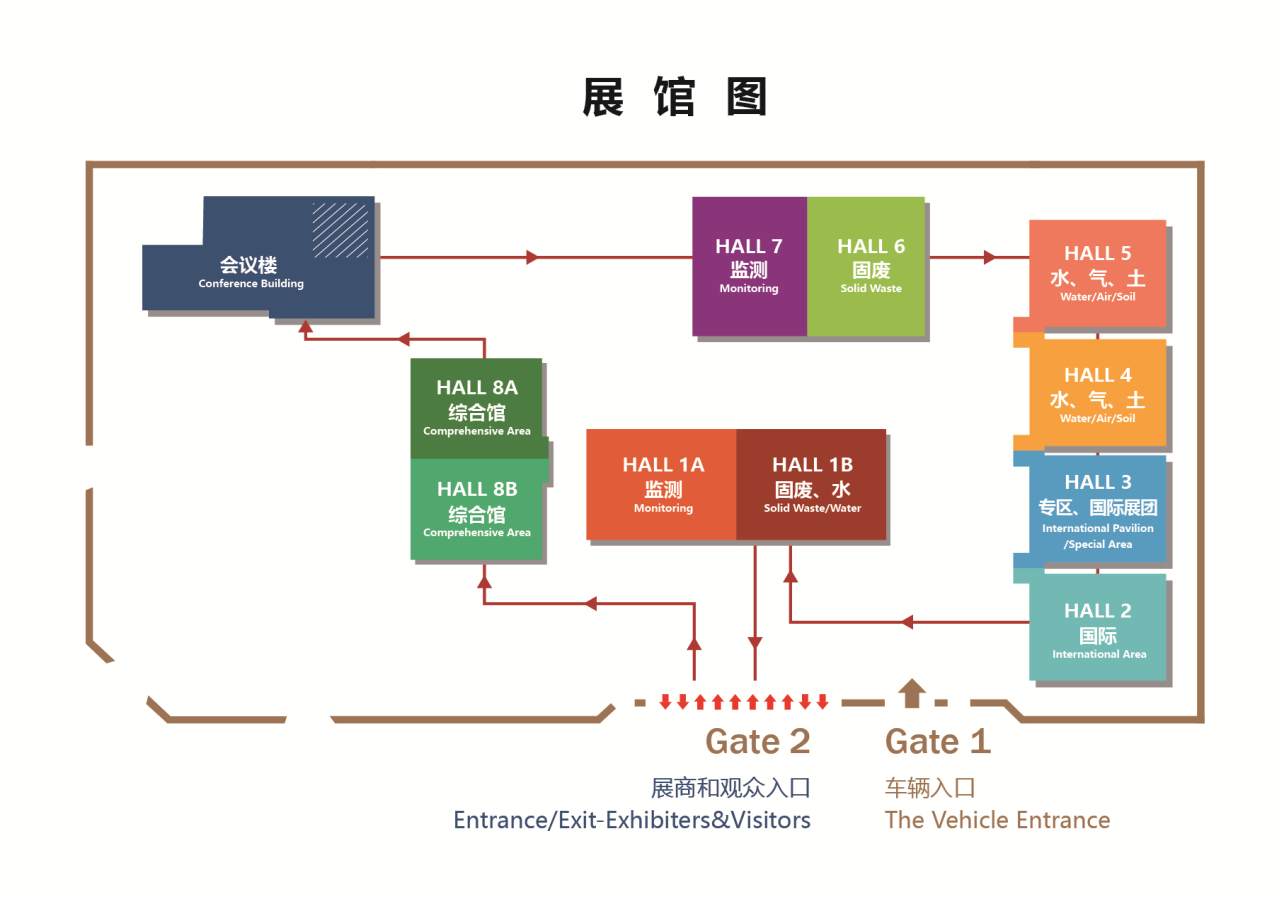 展馆图
会议楼
Conference Building
HALL 7
监测
Monitoring
HALL 6
固废
Solid Waste
HALL 5
水、气、土
Water/Air/Soil
HALL 4
水、气、土
Water/Air/Soil
HALL 3
专区、国际展团
International Pavilion
/Special Area
HALL 2
国际
International Area
HALL 8A
综合馆
Comprehensive Area
HALL 8B
综合馆
Comprehensive Area
HALL 1A
监测
Monitoring
HALL 1B
固废、水
Solid Waste/Water
Gate 2
展商和观众入口
Entrance/Exit-Exhibiters&Visitors
Gate 1
车辆入口
The Vehicle Entrance